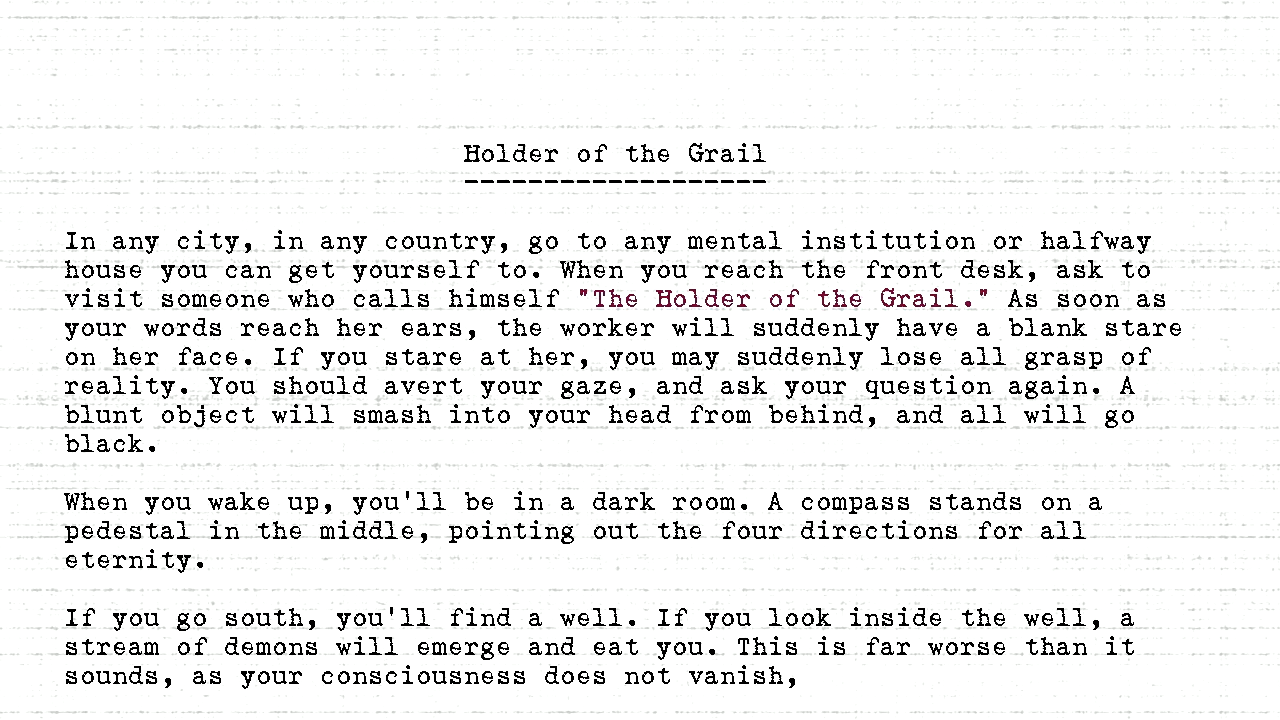 Holder of the Grail
-------------------
In any city, in any country, go to any mental institution or halfway
house you can get yourself to. When you reach the front desk, ask to
visit someone who calls himself "The Holder of the Grail." As soon as
your words reach her ears, the worker will suddenly have a blank stare
on her face. If you stare at her, you may suddenly lose all grasp of
reality. You should avert your gaze, and ask your question again. A
blunt object will smash into your head from behind, and all will go
black.
When you wake up, you'll be in a dark room. A compass stands on a
pedestal in the middle, pointing out the four directions for all
eternity.
If you go south, you'll find a well. If you look inside the well, a
stream of demons will emerge and eat you. This is far worse than it
sounds, as your consciousness does not vanish,